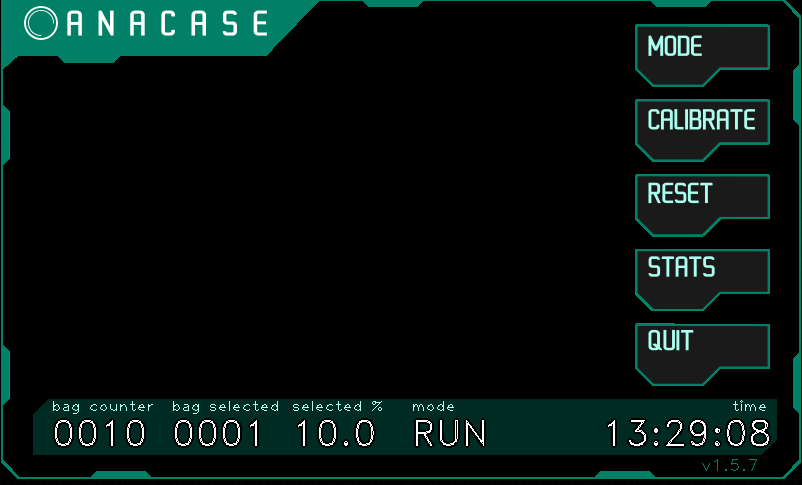 ANACASE
MODE
CALIBRATE
RESET
STATS
QUIT
bag counter bag selected selected % mode time
0010 0001 10.0 RUN 13:29:08
v1.5.7